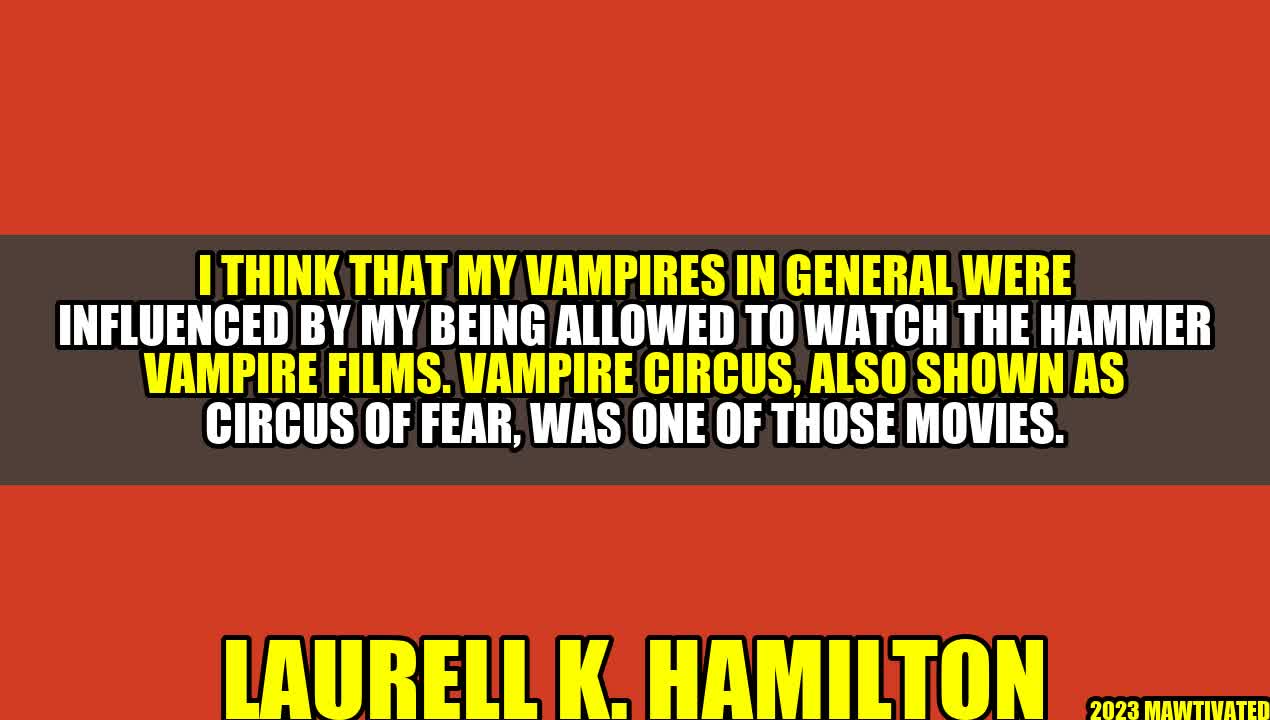 I THINK THAT MY VAMPIRES IN GENERAL WERE
INFLUENCED BY MY BEING ALLOWED TO WATCH THE HAMMER
VAMPIRE FILMS. VAMPIRE CIRCUS, ALSO SHOWN AS
CIRCUS OF FEAR, WAS ONE OF THOSE MOVIES.
LAURELL K. HAMILTON
2023 MAWTIVATED